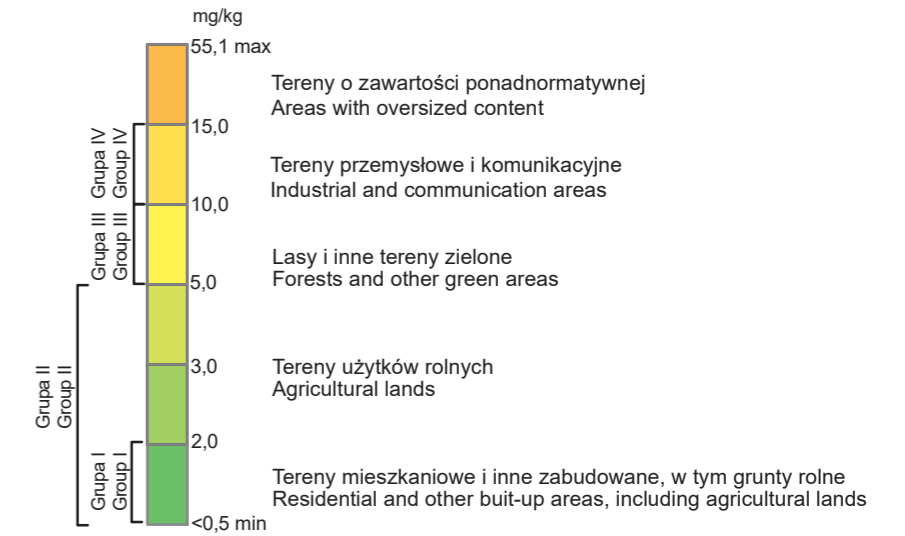 mg/kg
55,1 max
Tereny o zawartości ponadnormatywnej
Areas with oversized content
15,0
Grupa IV
Group IV
Tereny przemysłowe i komunikacyjne
Industrial and communication areas
10,0
Grupa III
Group III
Lasy i inne tereny zielone
Forests and other green areas
5,0
Grupa II
Group II
3,0
Tereny użytków rolnych
Agricultural lands
2,0
Grupa I
Group I
Tereny mieszkaniowe i inne zabudowane, w tym grunty rolne
Residential and other buit-up areas, including agricultural lands
<0,5 min